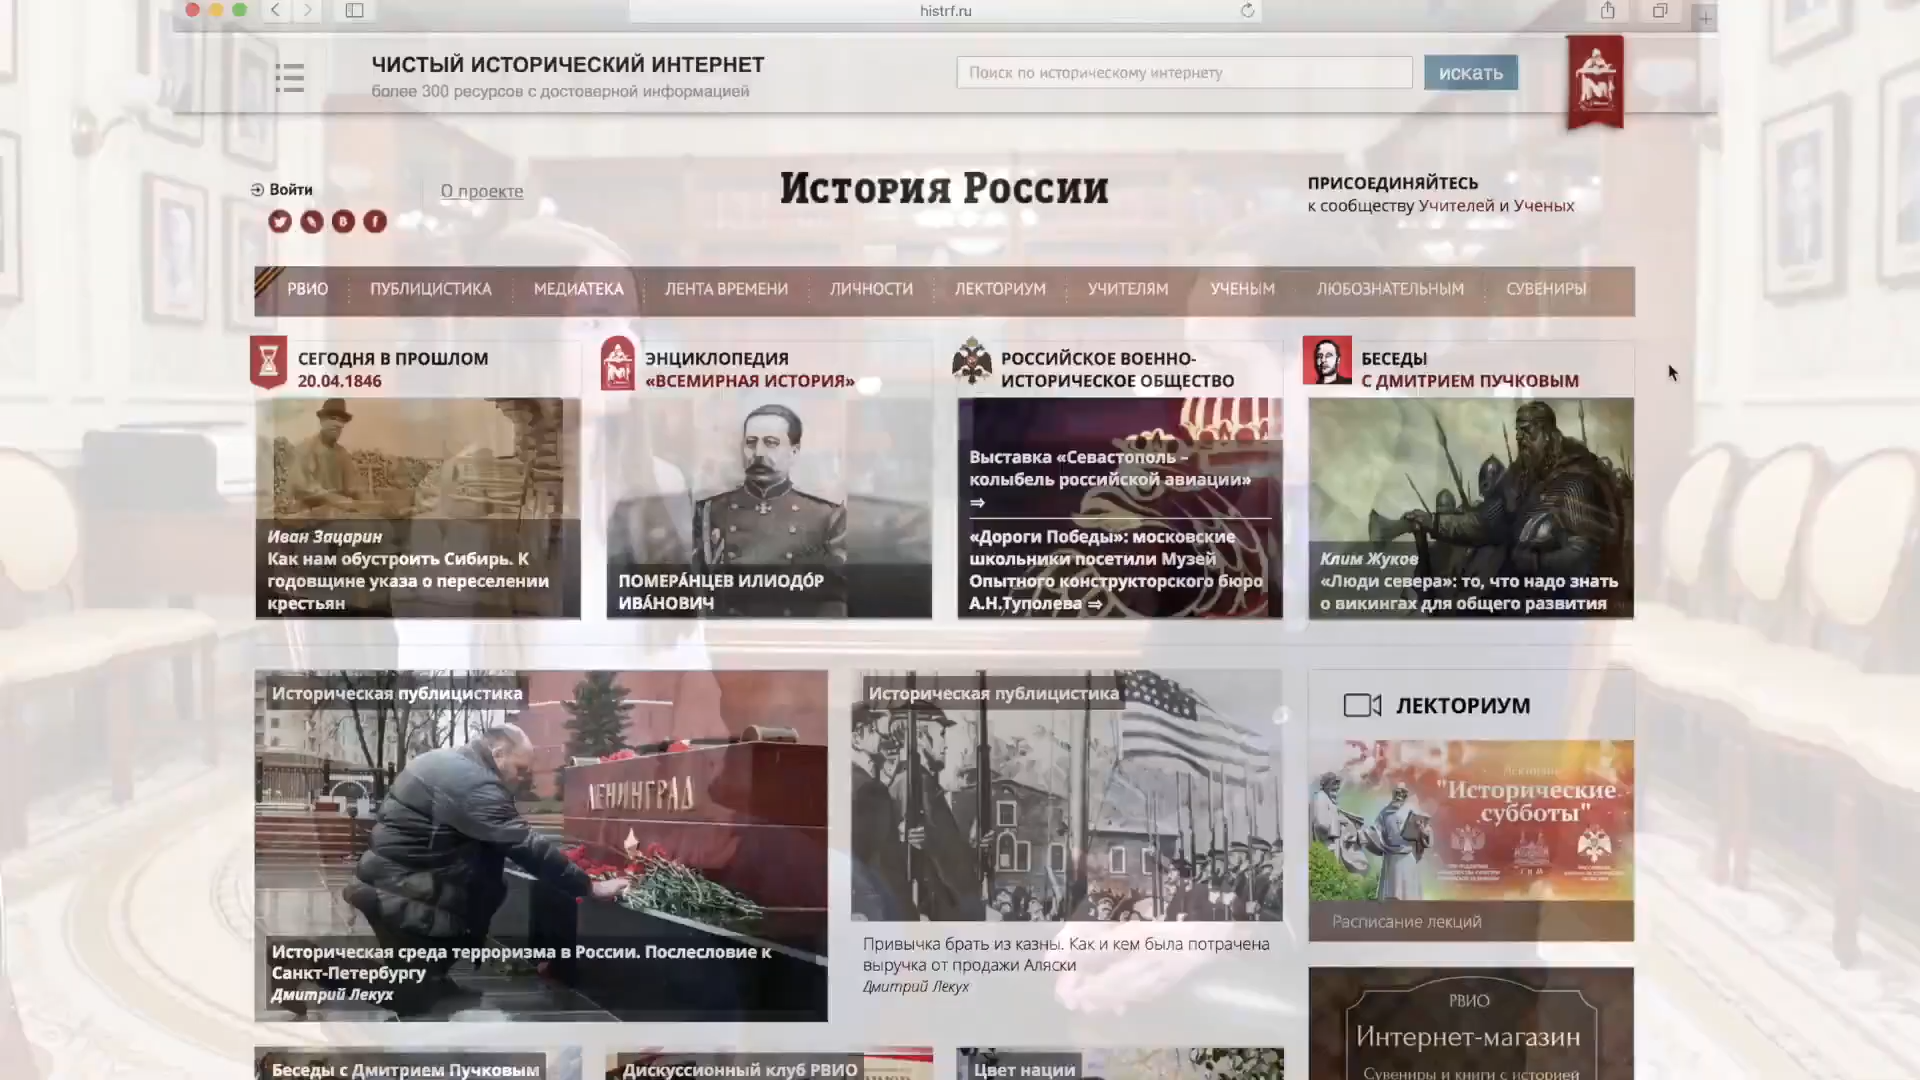 histrf.ru
ЧИСТЫЙ ИСТОРИЧЕСКИЙ ИНТЕРНЕТ
более 300 ресурсов с достоверной информацией
Поиск по историческому интернету
искать
Войти
О проекте
История России
ПРИСОЕДИНЯЙТЕСЬ
к сообществу Учителей и Ученых
РВИО ПУБЛИЦИСТИКА МЕДИАТЕКА ЛЕНТА ВРЕМЕНИ ЛИЧНОСТИ ЛЕКТОРИУМ УЧИТЕЛЯМ УЧЕНЫМ ЛЮБОЗНАТЕЛЬНЫМ СУВЕНИРЫ
СЕГОДНЯ В ПРОШЛОМ
20.04.1846
Иван Зацарин
Как нам обустроить Сибирь. К
годовщине указа о переселении
крестьян
ЭНЦИКЛОПЕДИЯ
«ВСЕМИРНАЯ ИСТОРИЯ»
ПОМЕРА́НЦЕВ ИЛИОДО́Р
ИВА́НОВИЧ
РОССИЙСКОЕ ВОЕННО-
ИСТОРИЧЕСКОЕ ОБЩЕСТВО
Выставка «Севастополь –
колыбель российской авиации»
⇒
«Дороги Победы»: московские
школьники посетили Музей
Опытного конструкторского бюро
А.Н.Туполева ⇒
БЕСЕДЫ
С ДМИТРИЕМ ПУЧКОВЫМ
Клим Жуков
«Люди севера»: то, что надо знать
о викингах для общего развития
Историческая публицистика
ЛЕНИНГРАД
Историческая среда терроризма в России. Послесловие к
Санкт-Петербургу
Дмитрий Лекух
Историческая публицистика
Привычка брать из казны. Как и кем была потрачена
выручка от продажи Аляски
Дмитрий Лекух
ЛЕКТОРИУМ
"Исторические
субботы"
Расписание лекций
РВИО
Интернет-магазин
Сувениры и книги с историей
Беседы с Дмитрием Пучковым
Дискуссионный клуб РВИО
Цвет нации